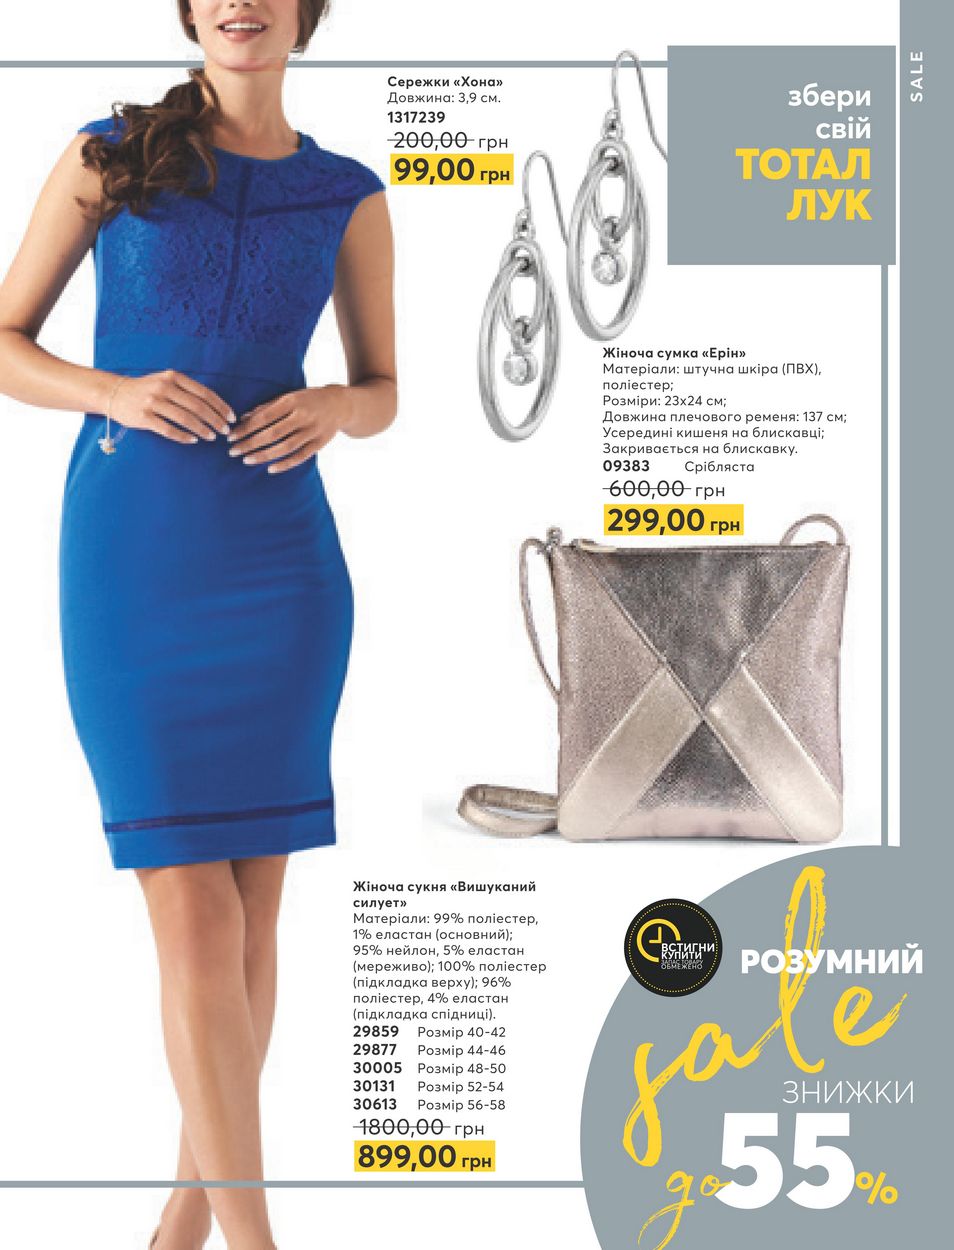 SALE
збери
свій
ТОТАЛ
ЛУК
Сережки «Хона»
Довжина: 3,9 см.
1317239
200,00 грн
99,00 грн
Жіноча сумка «Ерін»
Матеріали: штучна шкіра (ПВХ),
поліестер;
Розміри: 23х24 см;
Довжина плечового ременя: 137 см;
Усередині кишеня на блискавці;
Закривається на блискавку.
09383 Срібляста
600,00 грн
299,00 грн
Жіноча сукня «Вишуканий
силует»
Матеріали: 99% поліестер,
1% еластан (основний);
95% нейлон, 5% еластан
(мереживо); 100% поліестер
(підкладка верху); 96%
поліестер, 4% еластан
(підкладка спідниці).
29859 Розмір 40-42
29877 Розмір 44-46
30005 Розмір 48-50
30131 Розмір 52-54
30613 Розмір 56-58
1800,00 грн
899,00 грн
ВСТИГНИ
КУПИТИ
ЗАПАС ТОВАРУ
ОБМЕЖЕНО
РОЗУМНИЙ
sale
ЗНИЖКИ
до 55%